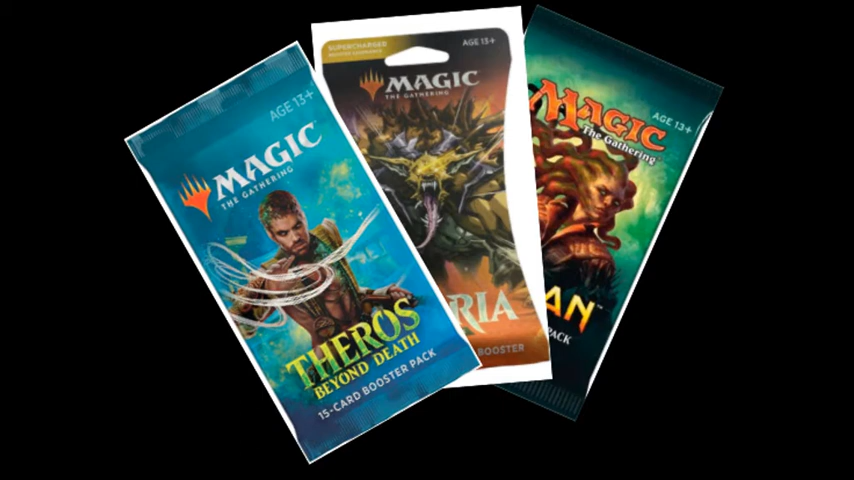 AGE 13+
MAGIC
THE GATHERING
THEROS
BEYOND DEATH
15-CARD BOOSTER PACK
SUPERCHARGED
AGE 13+
MAGIC
THE GATHERING
RIA
BOOSTER
AGE 13+
MAGIC
The Gathering
AN™
PACK